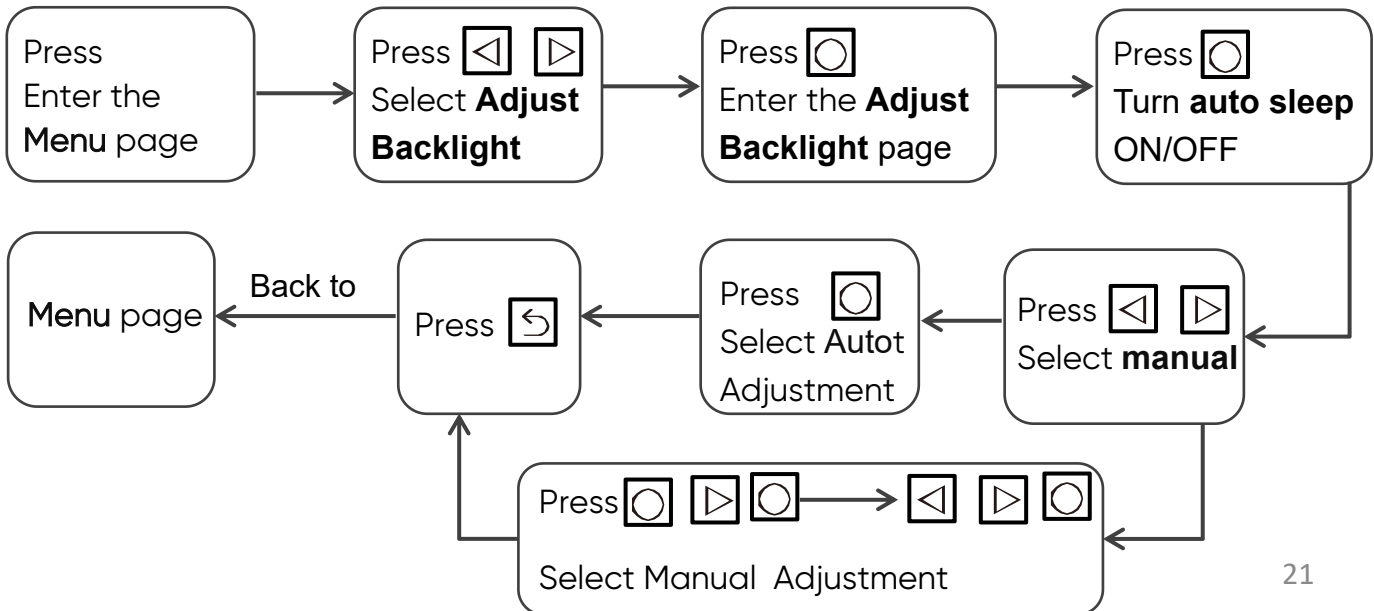 Press
Enter the
Menu page
Press
Select Adjust
Backlight
Press
Enter the Adjust
Backlight page
Press
Turn auto sleep
ON/OFF
Press
Select manual
Press
Select Autot
Adjustment
Press
Back to
Menu page
Press
Select Manual Adjustment
21